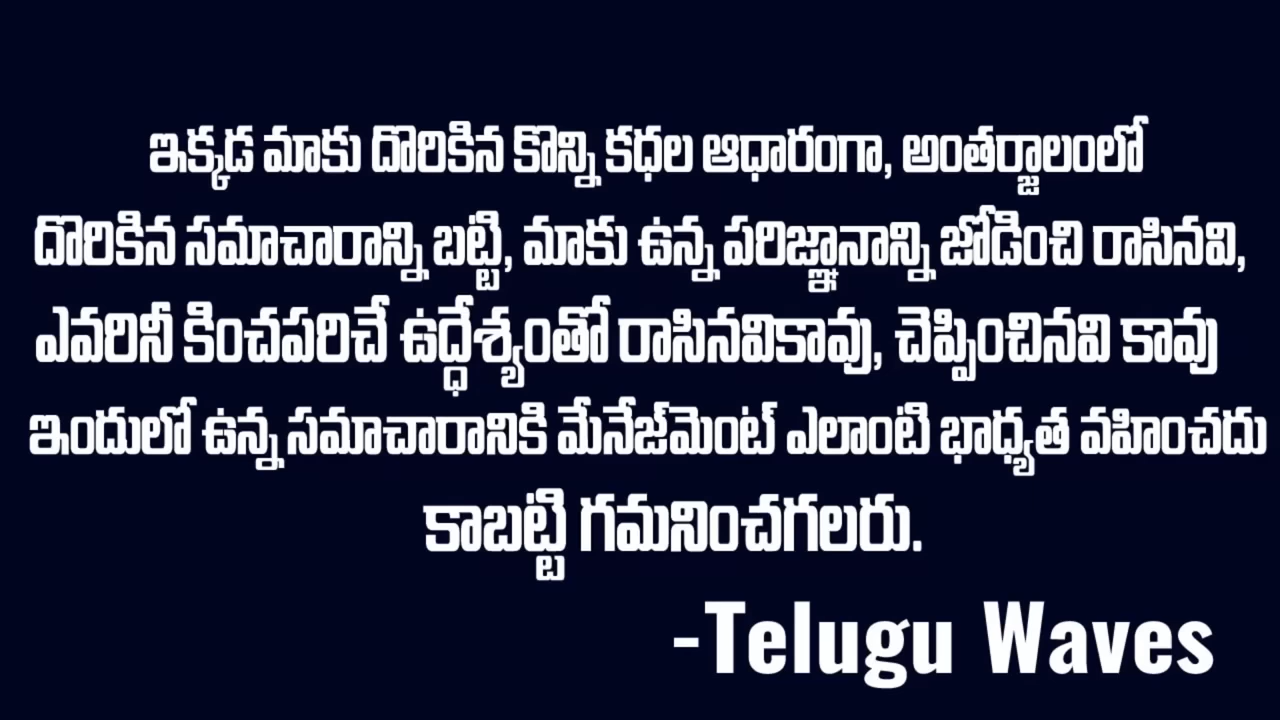 ఇక్కడ మాకు దొరికిన కొన్ని కధల ఆధారంగా, అంతర్జాలంలో
దొరికిన సమాచారాన్ని బట్టి, మాకు ఉన్న పరిజ్ఞానాన్ని జోడించి రాసినవి,
ఎవరినీ కించపరిచే ఉద్ధేశ్యంతో రాసినవికావు, చెప్పించినవి కావు
ఇందులో ఉన్న సమాచారానికి మేనేజ్‌మెంట్ ఎలాంటి భాధ్యత వహించదు
కాబట్టి గమనించగలరు.
-Telugu Waves